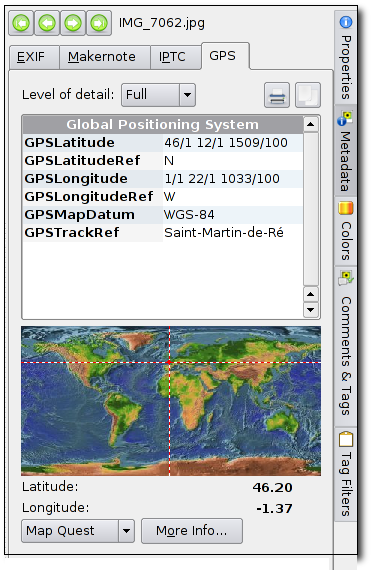 IMG_7062.jpg
EXIF Makernote IPTC GPS
Level of detail: Full
Global Positioning System
GPSLatitude 46/1 12/1 1509/100
GPSLatitudeRef N
GPSLongitude 1/1 22/1 1033/100
GPSLongitudeRef W
GPSMapDatum WGS-84
GPSTrackRef Saint-Martin-de-Ré
Latitude: 46.20
Longitude: -1.37
Map Quest More Info...
Properties
Metadata
Colors
Comments & Tags
Tag Filters